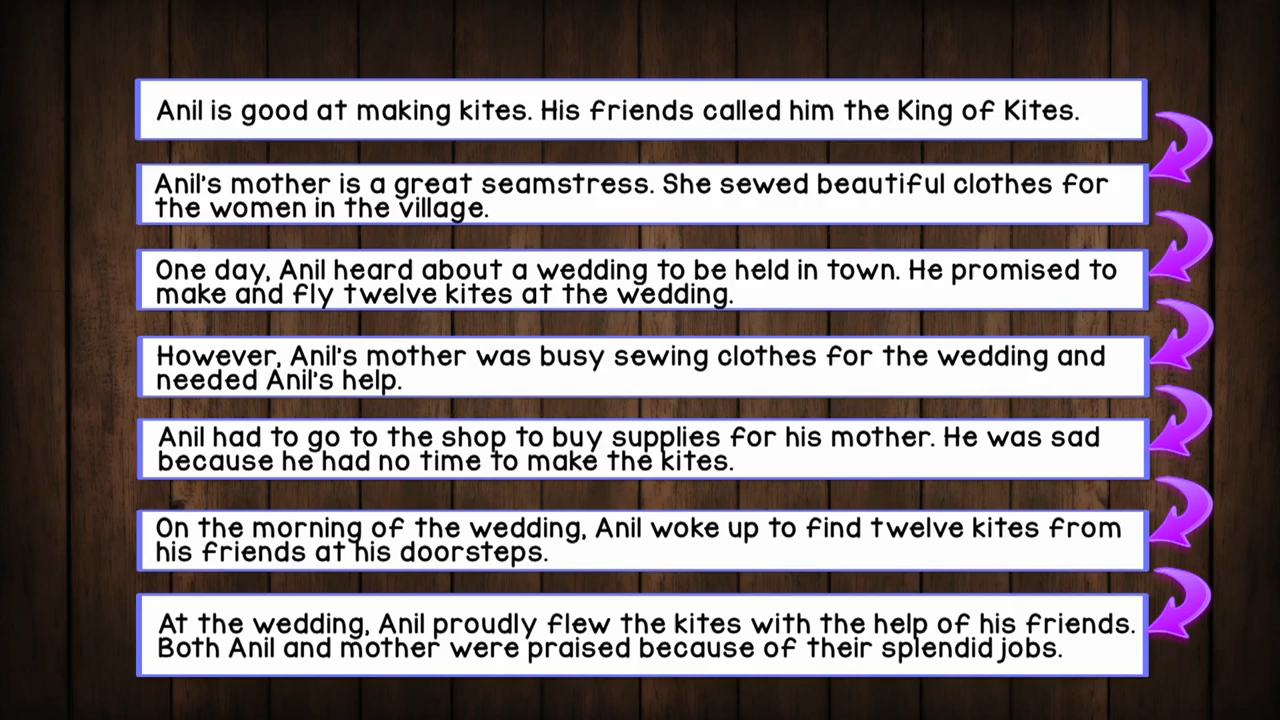 Anil is good at making kites. His friends called him the King of Kites.
Anil's mother is a great seamstress. She sewed beautiful clothes for
the women in the village.
One day, Anil heard about a wedding to be held in town. He promised to
make and fly twelve kites at the wedding.
However, Anil's mother was busy sewing clothes for the wedding and
needed Anil's help.
Anil had to go to the shop to buy supplies for his mother. He was sad
because he had no time to make the kites.
On the morning of the wedding, Anil woke up to find twelve kites from
his friends at his doorsteps.
At the wedding, Anil proudly flew the kites with the help of his friends.
Both Anil and mother were praised because of their splendid jobs.